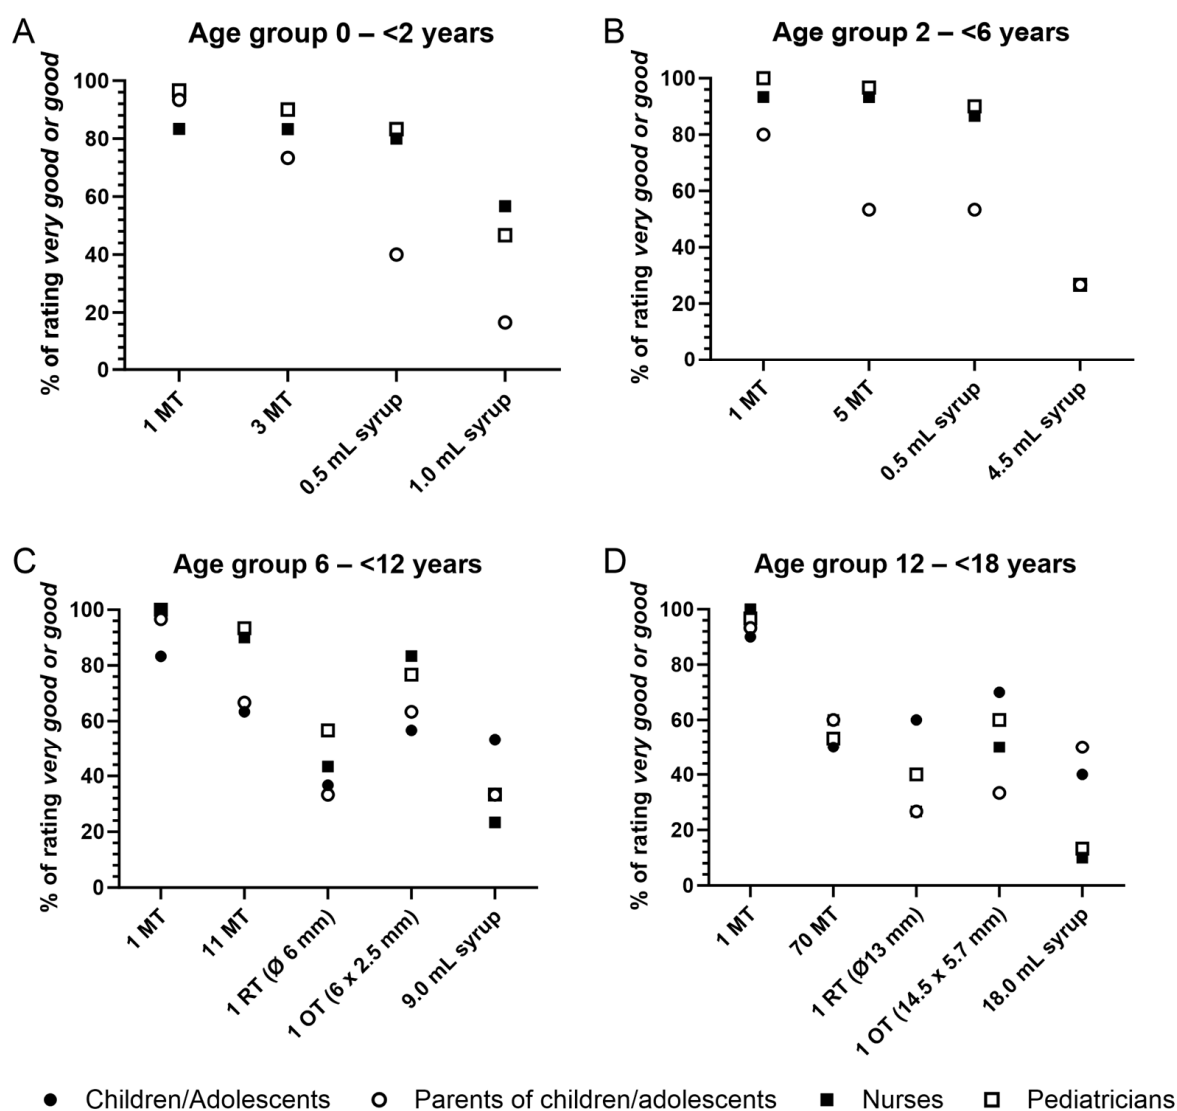 A
Age group 0 – <2 years
% of rating very good or good
100
80
60
40
20
0
1 MT
3 MT
0.5 mL syrup
1.0 mL syrup
B
Age group 2 – <6 years
% of rating very good or good
100
80
60
40
20
0
1 MT
5 MT
0.5 mL syrup
4.5 mL syrup
C
Age group 6 – <12 years
% of rating very good or good
100
80
60
40
20
0
1 MT
11 MT
1 RT (Ø 6 mm)
1 OT (6 x 2.5 mm)
9.0 mL syrup
D
Age group 12 – <18 years
% of rating very good or good
100
80
60
40
20
0
1 MT
70 MT
1 RT (Ø13 mm)
1 OT (14.5 x 5.7 mm)
18.0 mL syrup
Children/Adolescents Parents of children/adolescents Nurses Pediatricians